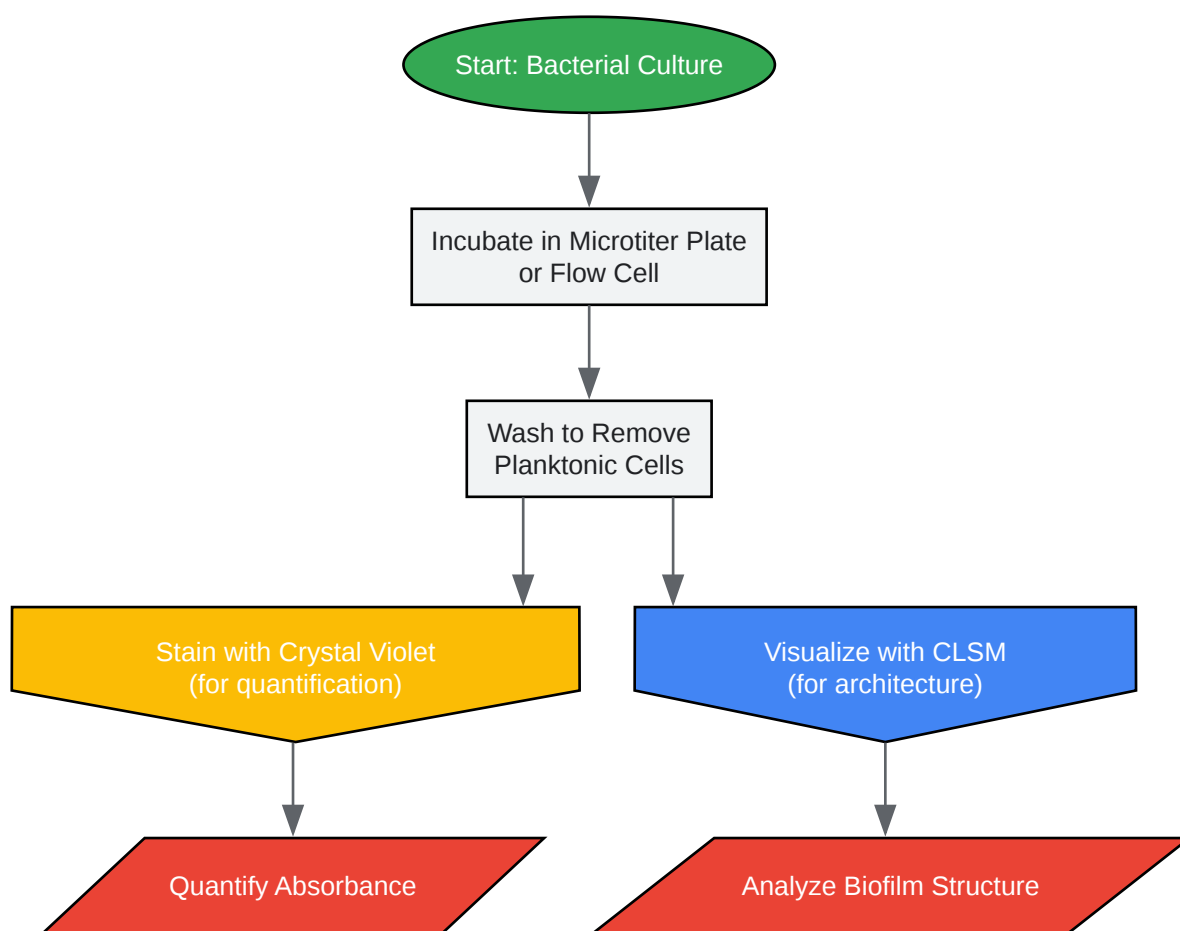 Start: Bacterial Culture
Incubate in Microtiter Plate
or Flow Cell
Wash to Remove
Planktonic Cells
Stain with Crystal Violet
(for quantification)
Visualize with CLSM
(for architecture)
Quantify Absorbance
Analyze Biofilm Structure